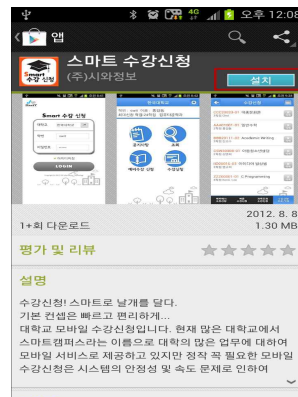 4G 오후 12:08
앱
스마트 수강신청
(주)시와정보
설치
Smart 수강 신청
LOGIN
1+회 다운로드
2012. 8. 8
1.30 MB
평가 및 리뷰
설명
수강신청! 스마트로 날개를 달다.
기본 컨셉은 빠르고 편리하게...
대학교 모바일 수강신청입니다. 현재 많은 대학교에서
스마트캠퍼스라는 이름으로 대학의 많은 업무에 대하여
모바일 서비스로 제공하고 있지만 정작 꼭 필요한 모바일
수강신청은 시스템의 안정성 및 속도 문제로 인하여